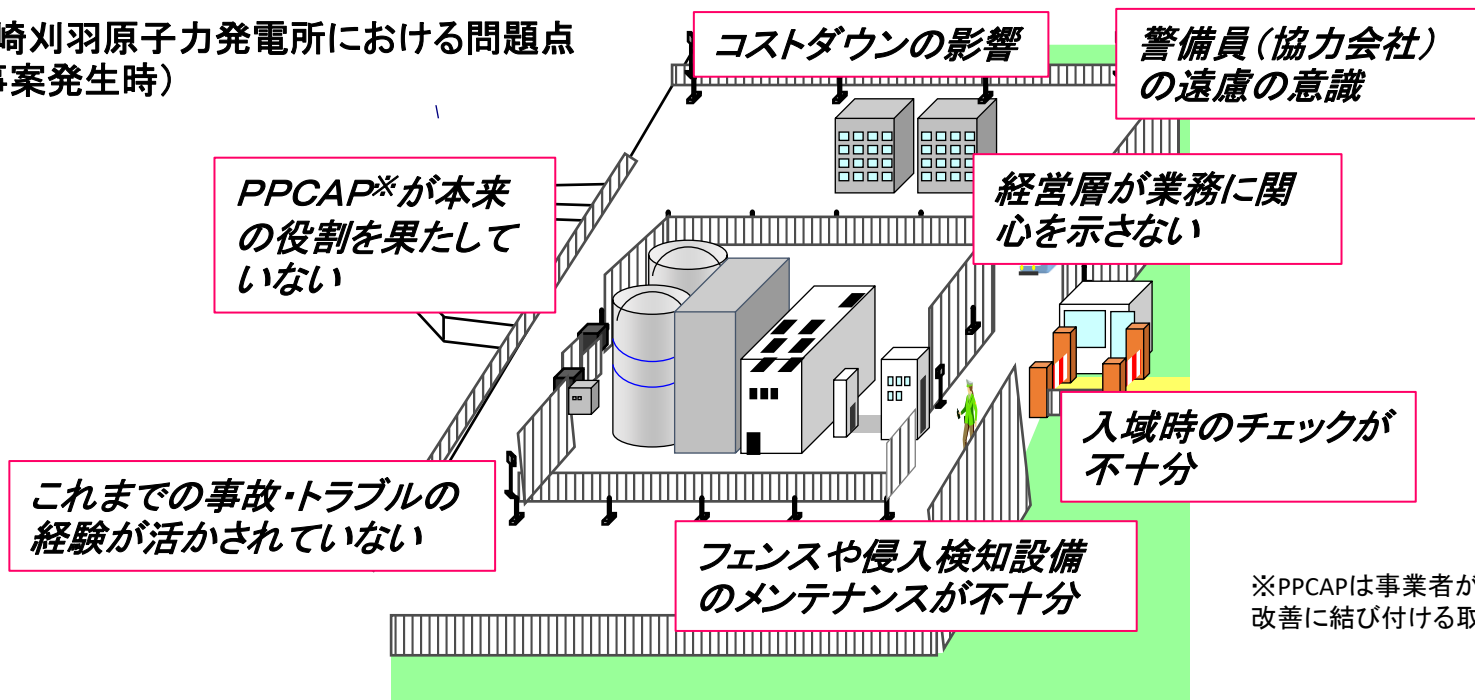 崎刈羽原子力発電所における問題点
事案発生時）
コストダウンの影響
警備員（協力会社）
の遠慮の意識
ＰＰＣＡＰ※が本来
の役割を果たして
いない
経営層が業務に関
心を示さない
入域時のチェックが
不十分
これまでの事故・トラブルの
経験が活かされていない
フェンスや侵入検知設備
のメンテナンスが不十分
※PPCAPは事業者が
改善に結び付ける取